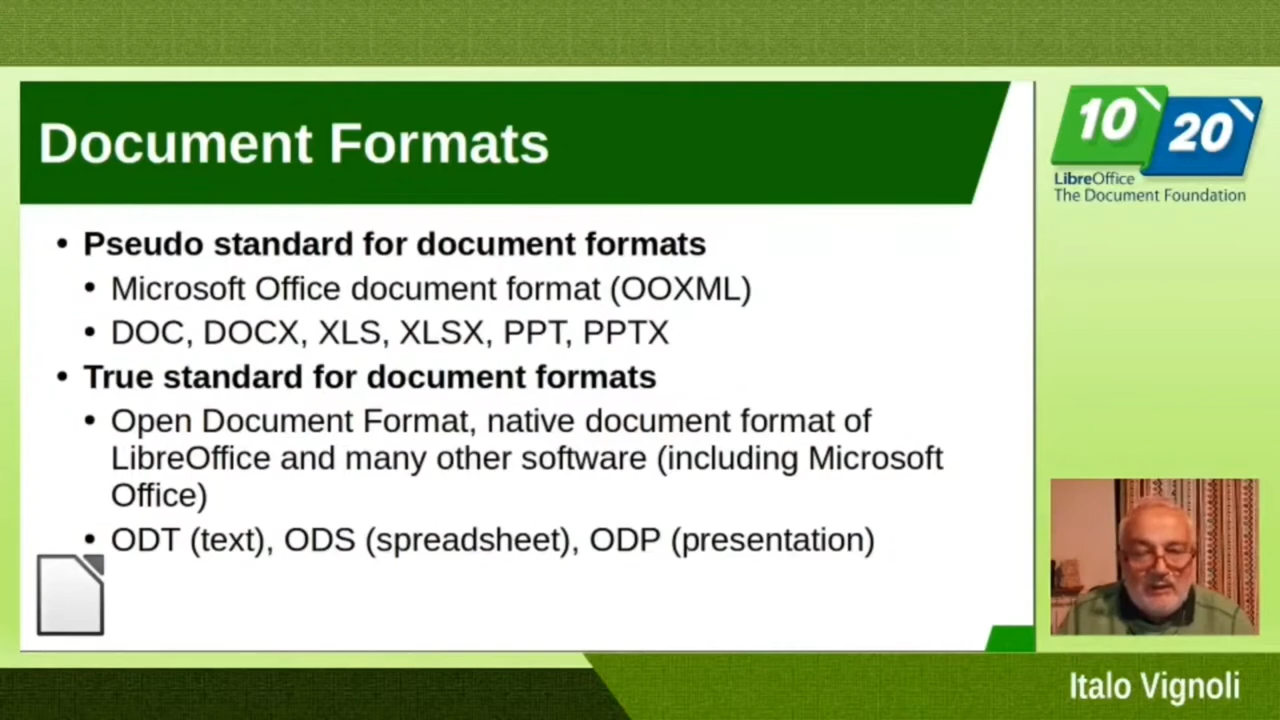 Document Formats
• Pseudo standard for document formats
• Microsoft Office document format (OOXML)
• DOC, DOCX, XLS, XLSX, PPT, PPTX
• True standard for document formats
• Open Document Format, native document format of
LibreOffice and many other software (including Microsoft
Office)
• ODT (text), ODS (spreadsheet), ODP (presentation)
10
20
LibreOffice
The Document Foundation
Italo Vignoli